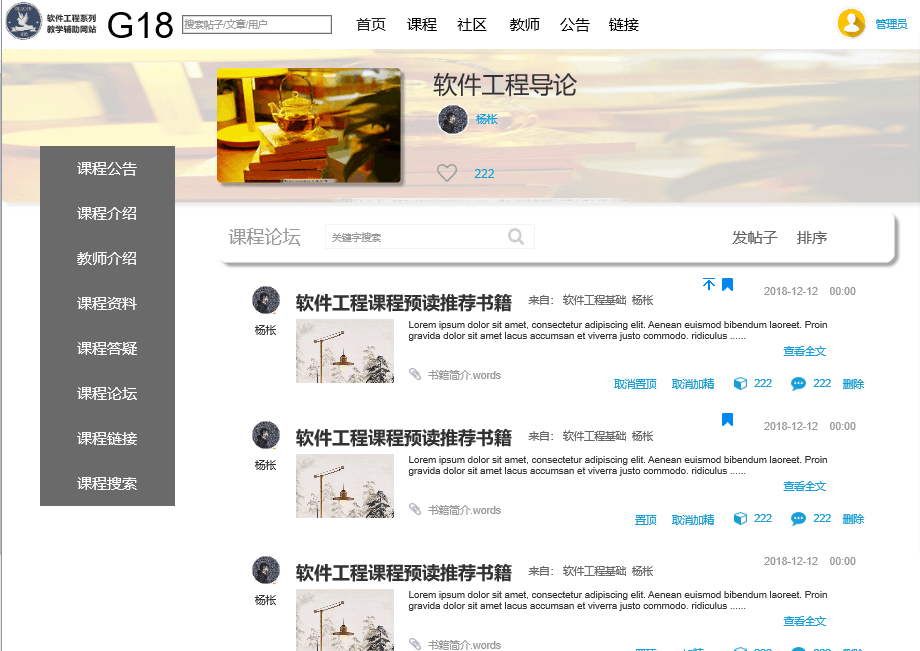 软件工程系列
教学辅助网站
G18
搜索帖子/文章/用户
首页 课程 社区 教师 公告 链接
管理员
软件工程导论
杨枨
222
课程公告
课程介绍
教师介绍
课程资料
课程答疑
课程论坛
课程链接
课程搜索
课程论坛
关键字搜索
发帖子 排序
杨枨
软件工程课程预读推荐书籍
来自: 软件工程基础 杨枨
2018-12-12 00:00
Lorem ipsum dolor sit amet, consectetur adipiscing elit. Aenean euismod bibendum laoreet. Proin
gravida dolor sit amet lacus accumsan et viverra justo commodo. ridiculus ......
查看全文
书籍简介.words
取消置顶 取消加精 222 222 删除
杨枨
软件工程课程预读推荐书籍
来自: 软件工程基础 杨枨
2018-12-12 00:00
Lorem ipsum dolor sit amet, consectetur adipiscing elit. Aenean euismod bibendum laoreet. Proin
gravida dolor sit amet lacus accumsan et viverra justo commodo. ridiculus ......
查看全文
书籍简介.words
置顶 取消加精 222 222 删除
杨枨
软件工程课程预读推荐书籍
来自: 软件工程基础 杨枨
2018-12-12 00:00
Lorem ipsum dolor sit amet, consectetur adipiscing elit. Aenean euismod bibendum laoreet. Proin
gravida dolor sit amet lacus accumsan et viverra justo commodo. ridiculus ......
查看全文
书籍简介.words